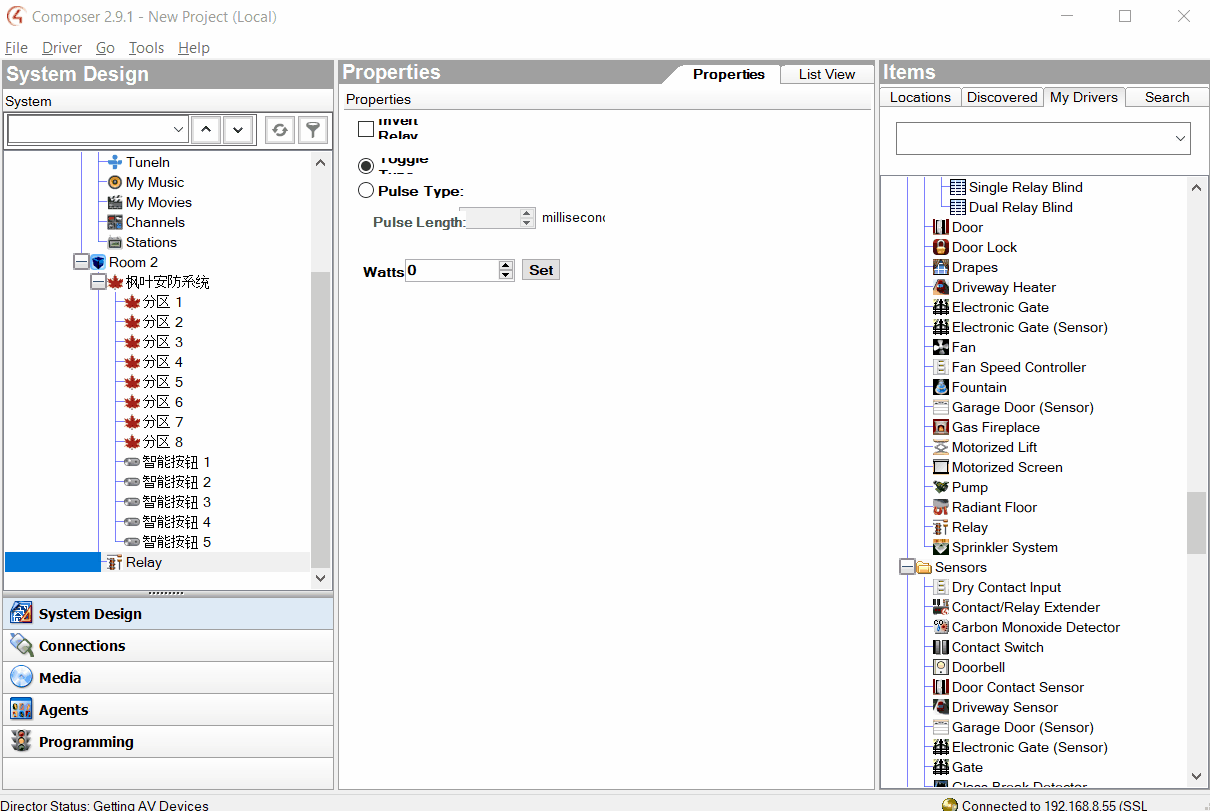 Composer 2.9.1 - New Project (Local)
File Driver Go Tools Help
System Design
System
TuneIn
My Music
My Movies
Channels
Stations
Room 2
枫叶安防系统
分区 1
分区 2
分区 3
分区 4
分区 5
分区 6
分区 7
分区 8
智能按钮 1
智能按钮 2
智能按钮 3
智能按钮 4
智能按钮 5
Relay
System Design
Connections
Media
Agents
Programming
Properties
Properties List View
Properties
Invert
Relay
Toggle
Type
Pulse Type:
Pulse Length: millisecond
Watts 0 Set
Items
Locations Discovered My Drivers Search
Single Relay Blind
Dual Relay Blind
Door
Door Lock
Drapes
Driveway Heater
Electronic Gate
Electronic Gate (Sensor)
Fan
Fan Speed Controller
Fountain
Garage Door (Sensor)
Gas Fireplace
Motorized Lift
Motorized Screen
Pump
Radiant Floor
Relay
Sprinkler System
Sensors
Dry Contact Input
Contact/Relay Extender
Carbon Monoxide Detector
Contact Switch
Doorbell
Door Contact Sensor
Driveway Sensor
Garage Door (Sensor)
Electronic Gate (Sensor)
Gate
Glass Break Detector
Director Status: Getting AV Devices
Connected to 192.168.8.55 (SSL